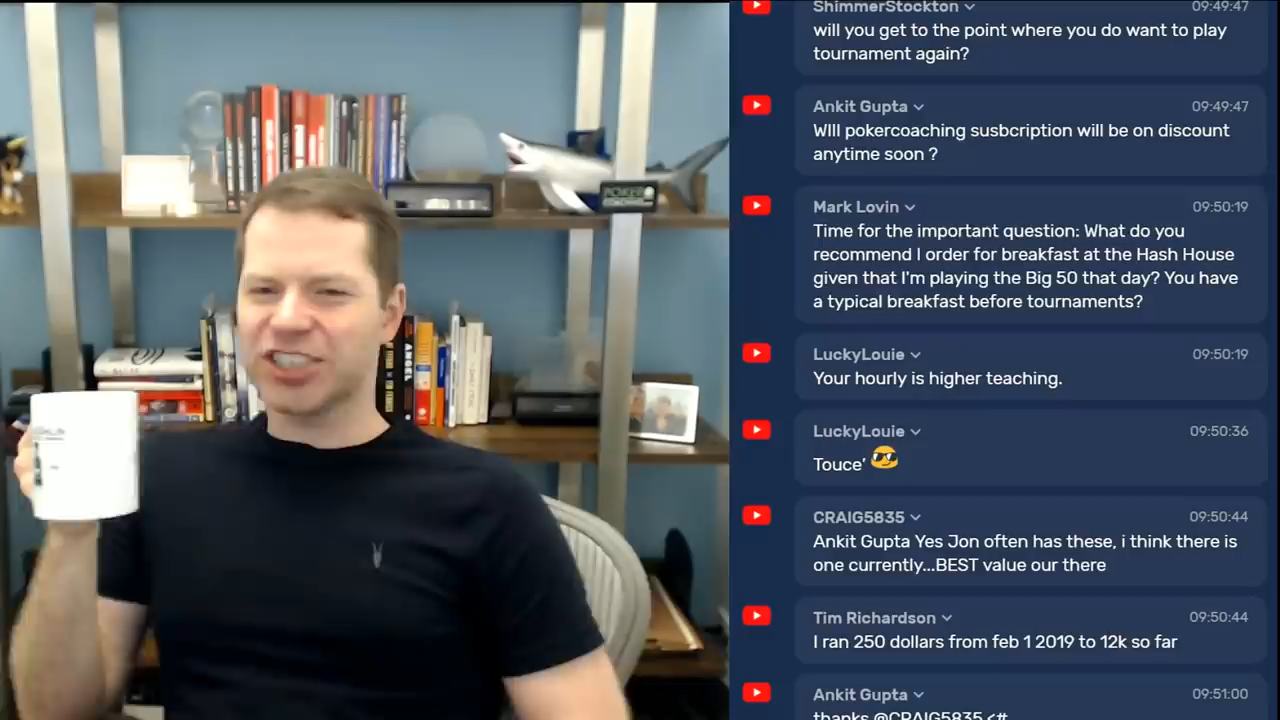 ShimmerStockton
09:49:47
will you get to the point where you do want to play
tournament again?
Ankit Gupta
09:49:47
WIll pokercoaching susbcription will be on discount
anytime soon ?
Mark Lovin
09:50:19
Time for the important question: What do you
recommend I order for breakfast at the Hash House
given that I'm playing the Big 50 that day? You have
a typical breakfast before tournaments?
LuckyLouie
09:50:19
Your hourly is higher teaching.
LuckyLouie
09:50:36
Touce' 😎
CRAIG5835
09:50:44
Ankit Gupta Yes Jon often has these, i think there is
one currently...BEST value our there
Tim Richardson
09:50:44
I ran 250 dollars from feb 1 2019 to 12k so far
Ankit Gupta
09:51:00
thanks @CRAIG5835 <#
POKER
ANGEL